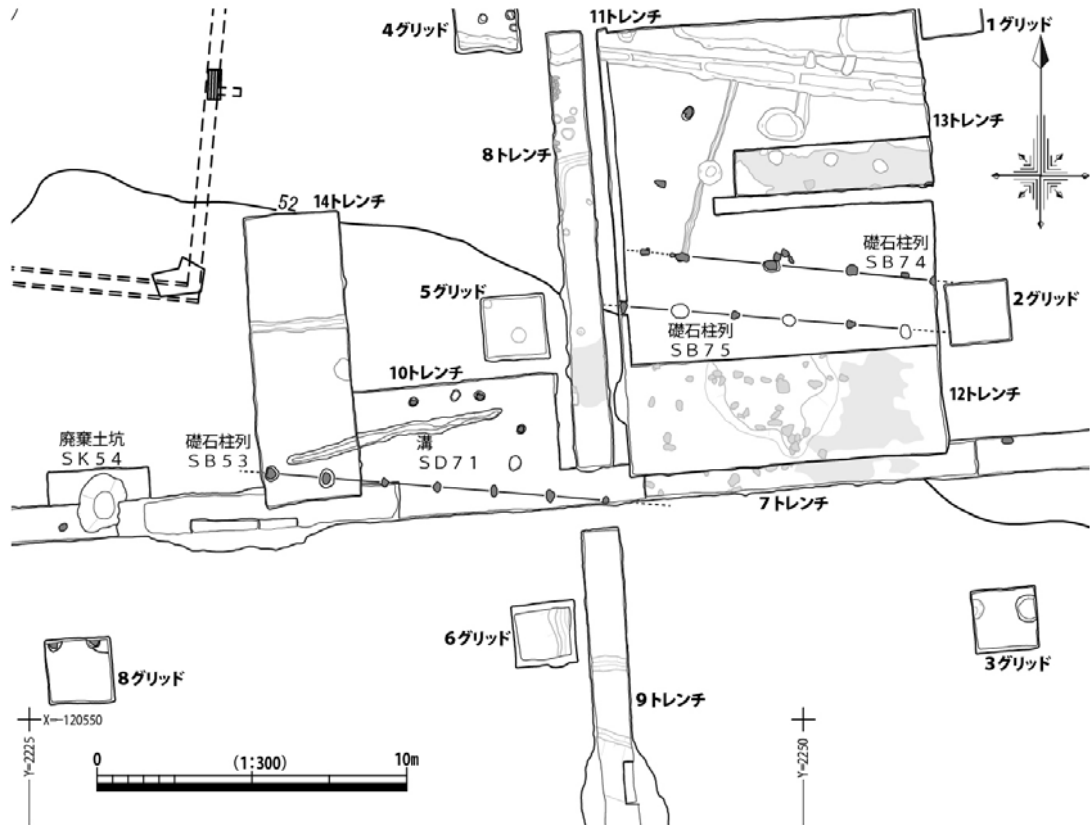 4グリッド
11トレンチ
1グリッド
8トレンチ
13トレンチ
52
14トレンチ
礎石柱列
SB74
5グリッド
2グリッド
礎石柱列
SB75
10トレンチ
12トレンチ
廃棄土坑
SK54
礎石柱列
SB53
溝
SD71
7トレンチ
6グリッド
8グリッド
3グリッド
9トレンチ
X=-120550
Y=2225
Y=2250
0
(1:300)
10m